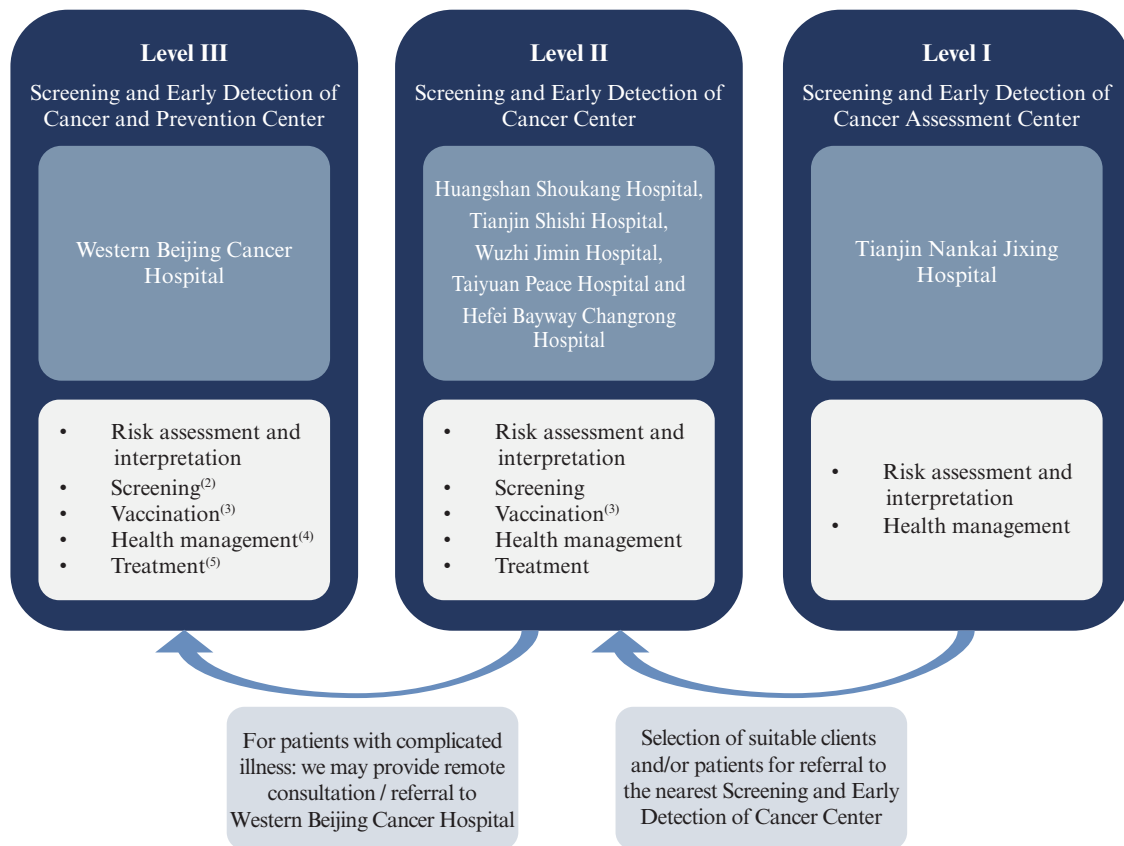 Level III
Screening and Early Detection of
Cancer and Prevention Center
Western Beijing Cancer
Hospital
• Risk assessment and
interpretation
• Screening(2)
• Vaccination(3)
• Health management(4)
• Treatment(5)
Level II
Screening and Early Detection of
Cancer Center
Huangshan Shoukang Hospital,
Tianjin Shishi Hospital,
Wuzhi Jimin Hospital,
Taiyuan Peace Hospital and
Hefei Bayway Changrong
Hospital
• Risk assessment and
interpretation
• Screening
• Vaccination(3)
• Health management
• Treatment
Level I
Screening and Early Detection of
Cancer Assessment Center
Tianjin Nankai Jixing
Hospital
• Risk assessment and
interpretation
• Health management
For patients with complicated
illness: we may provide remote
consultation / referral to
Western Beijing Cancer Hospital
Selection of suitable clients
and/or patients for referral to
the nearest Screening and Early
Detection of Cancer Center